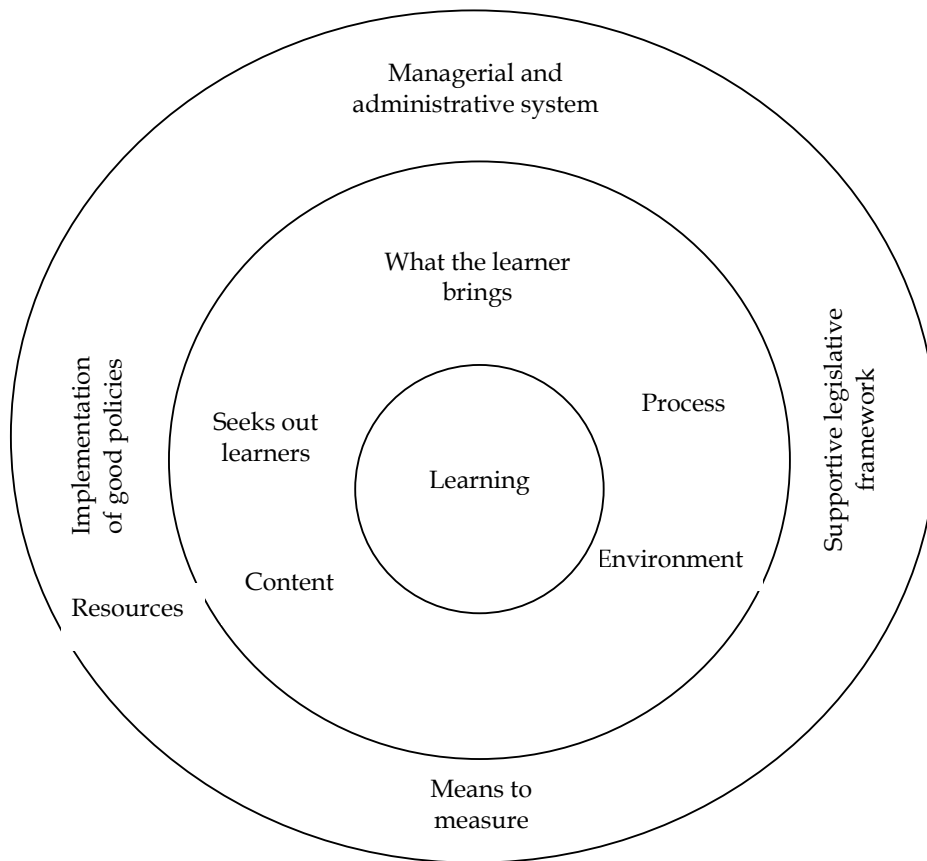 Managerial and
administrative system
What the learner
brings
Implementation
of good policies
Supportive legislative
framework
Seeks out
learners
Process
Learning
Content
Environment
Resources
Means to
measure